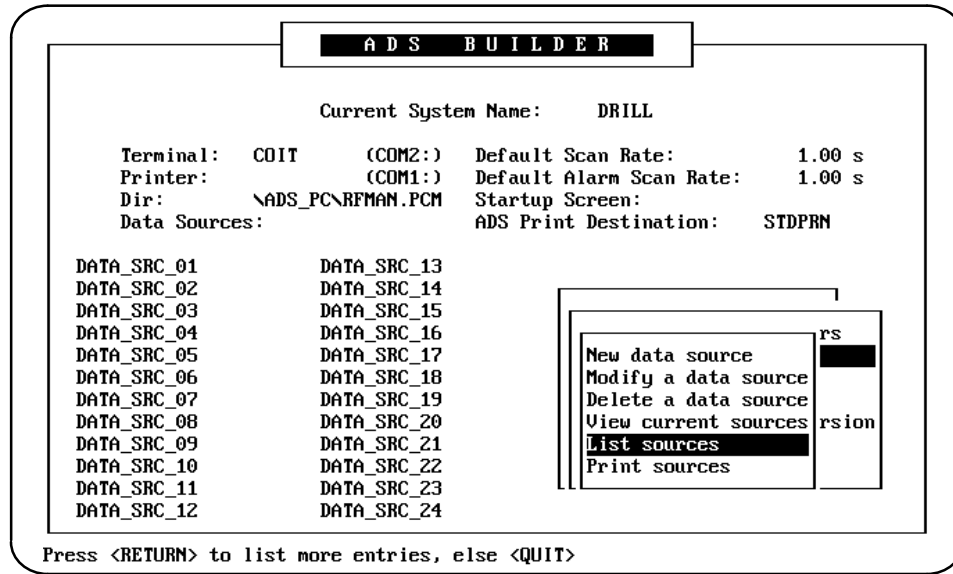 A D S B U I L D E R
Current System Name: DRILL
Terminal: COIT (COM2:) Default Scan Rate: 1.00 s
Printer: (COM1:) Default Alarm Scan Rate: 1.00 s
Dir: \ADS_PC\RFMAN.PCM Startup Screen:
Data Sources: ADS Print Destination: STDPRN
DATA_SRC_01 DATA_SRC_13
DATA_SRC_02 DATA_SRC_14
DATA_SRC_03 DATA_SRC_15
DATA_SRC_04 DATA_SRC_16
DATA_SRC_05 DATA_SRC_17
DATA_SRC_06 DATA_SRC_18
DATA_SRC_07 DATA_SRC_19
DATA_SRC_08 DATA_SRC_20
DATA_SRC_09 DATA_SRC_21
DATA_SRC_10 DATA_SRC_22
DATA_SRC_11 DATA_SRC_23
DATA_SRC_12 DATA_SRC_24
rs
New data source
Modify a data source
Delete a data source
View current sources rsion
List sources
Print sources
Press <RETURN> to list more entries, else <QUIT>